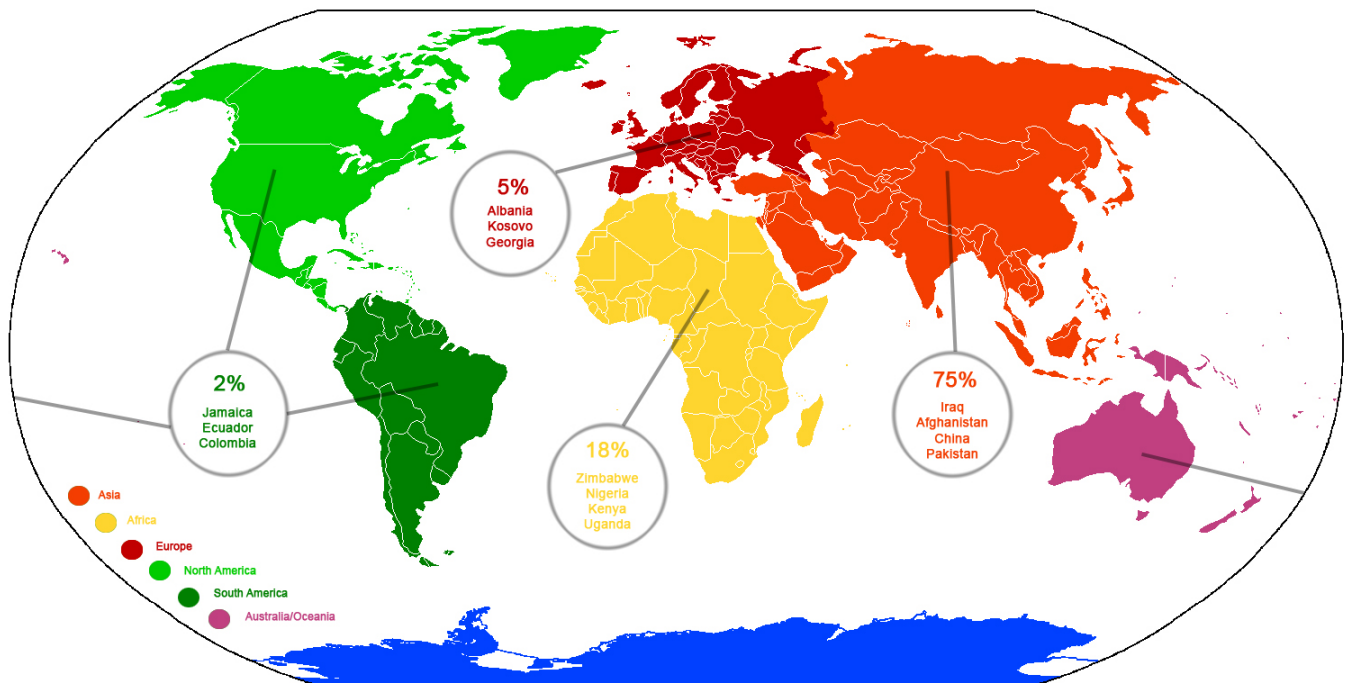 5%
Albania
Kosovo
Georgia
2%
Jamaica
Ecuador
Colombia
75%
Iraq
Afghanistan
China
Pakistan
18%
Zimbabwe
Nigeria
Kenya
Uganda
Asia
Africa
Europe
North America
South America
Australia/Oceania